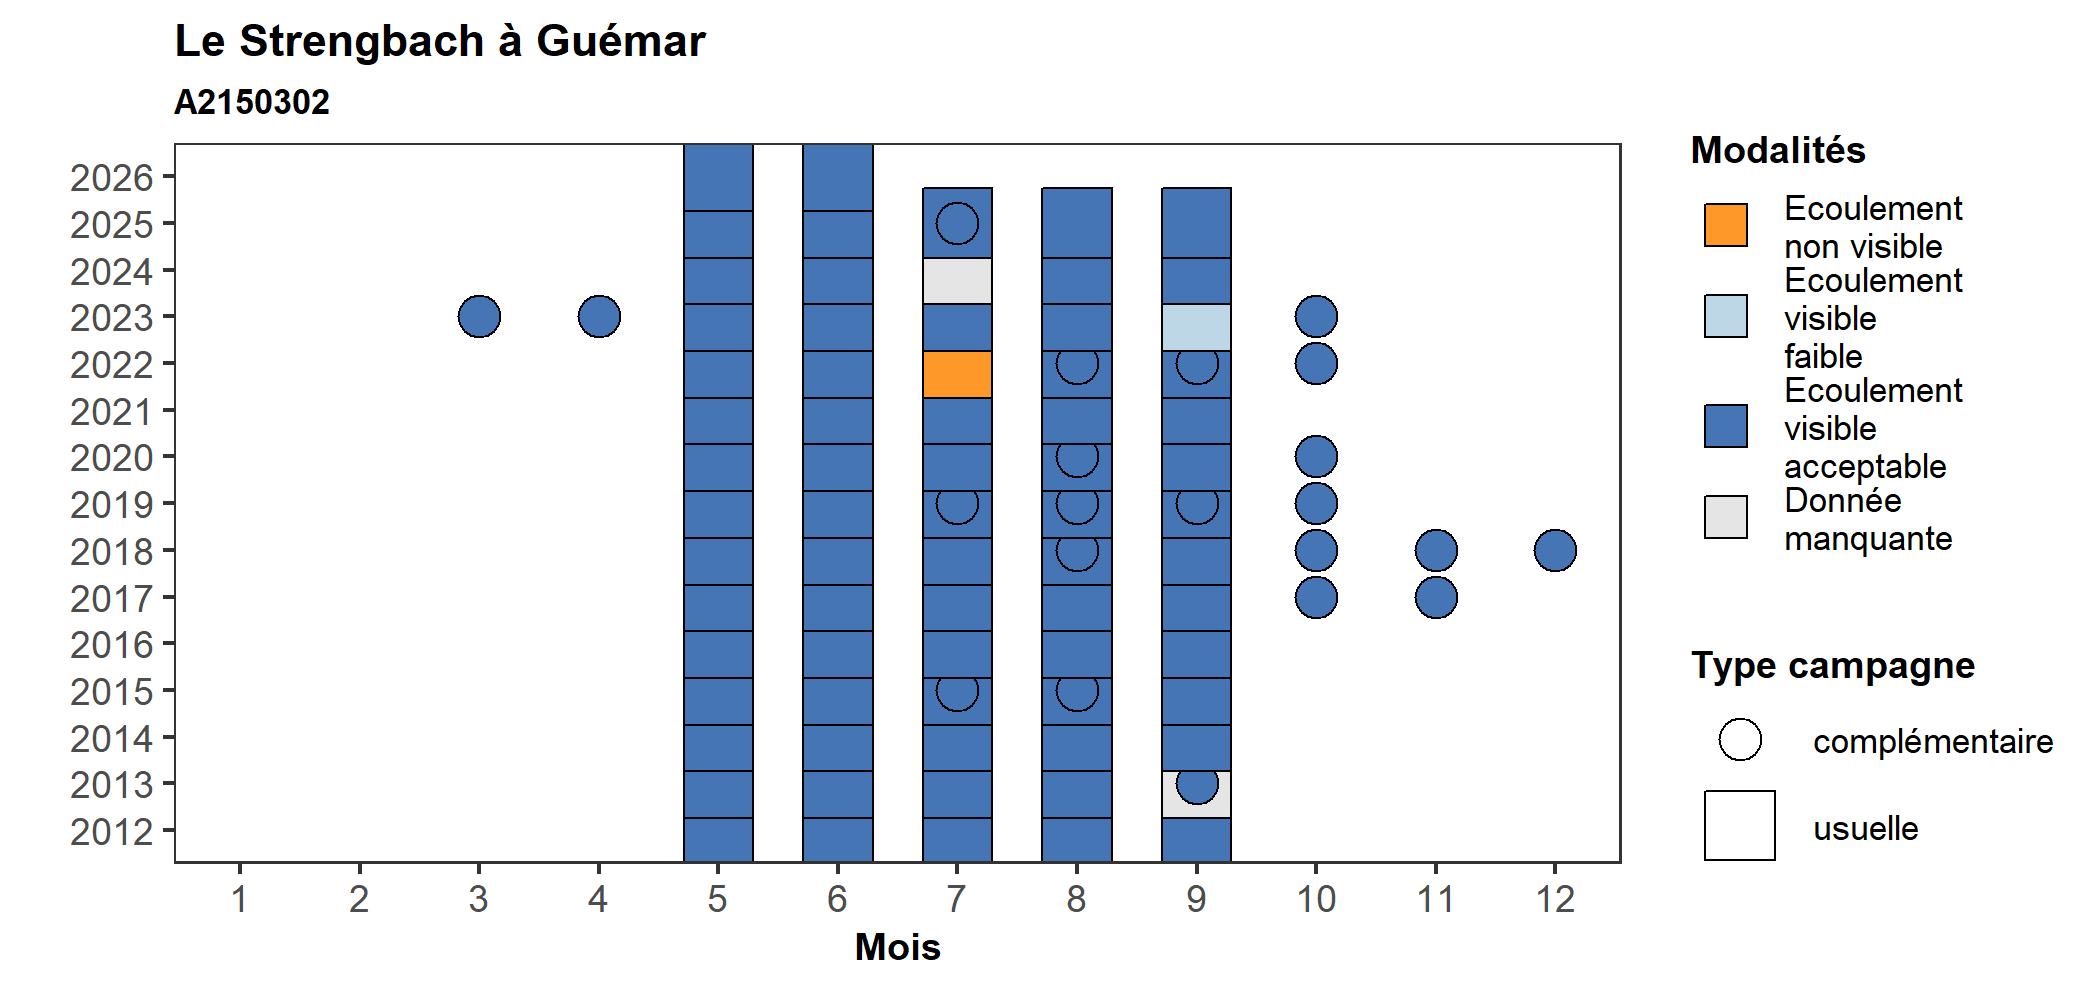 Le Strengbach à Guémar
A2150302
2026
2025
2024
2023
2022
2021
2020
2019
2018
2017
2016
2015
2014
2013
2012
1 2 3 4 5 6 7 8 9 10 11 12
Mois
Modalités
Ecoulement
non visible
Ecoulement
visible
faible
Ecoulement
visible
acceptable
Donnée
manquante
Type campagne
complémentaire
usuelle